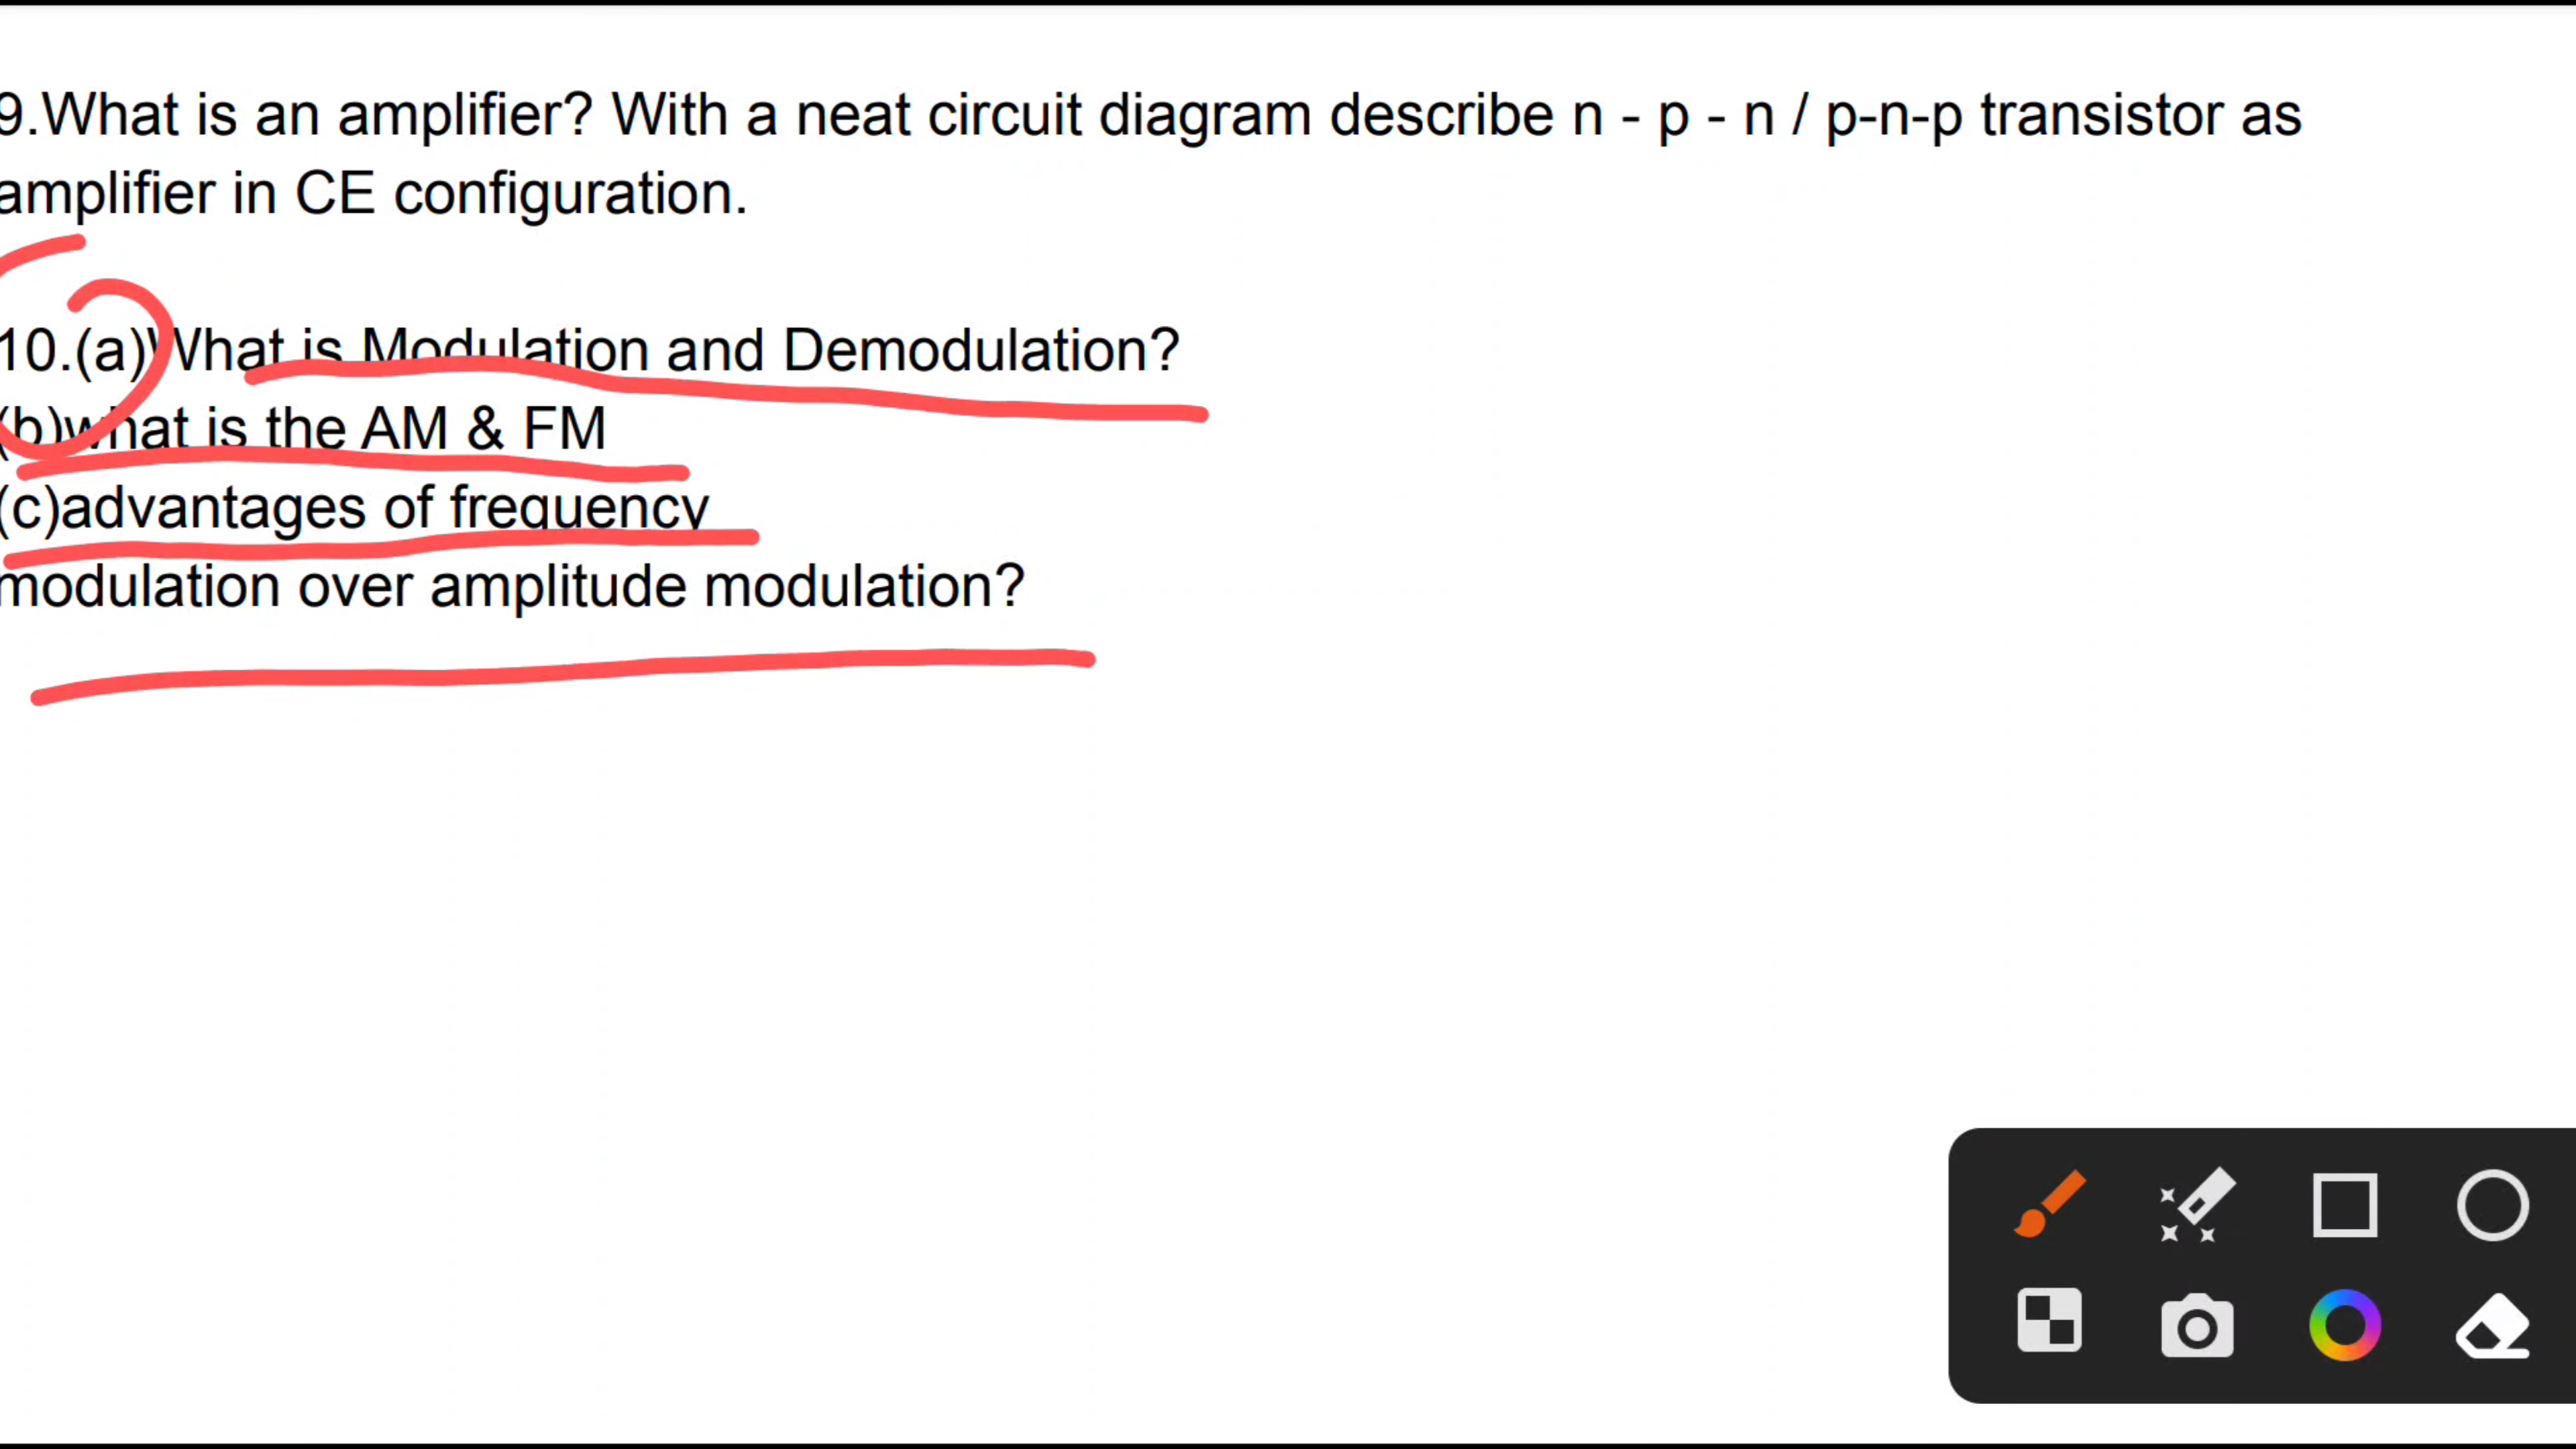 9.What is an amplifier? With a neat circuit diagram describe n - p - n / p-n-p transistor as
amplifier in CE configuration.
10.(a)What is Modulation and Demodulation?
(b)what is the AM & FM
(c)advantages of frequency
modulation over amplitude modulation?